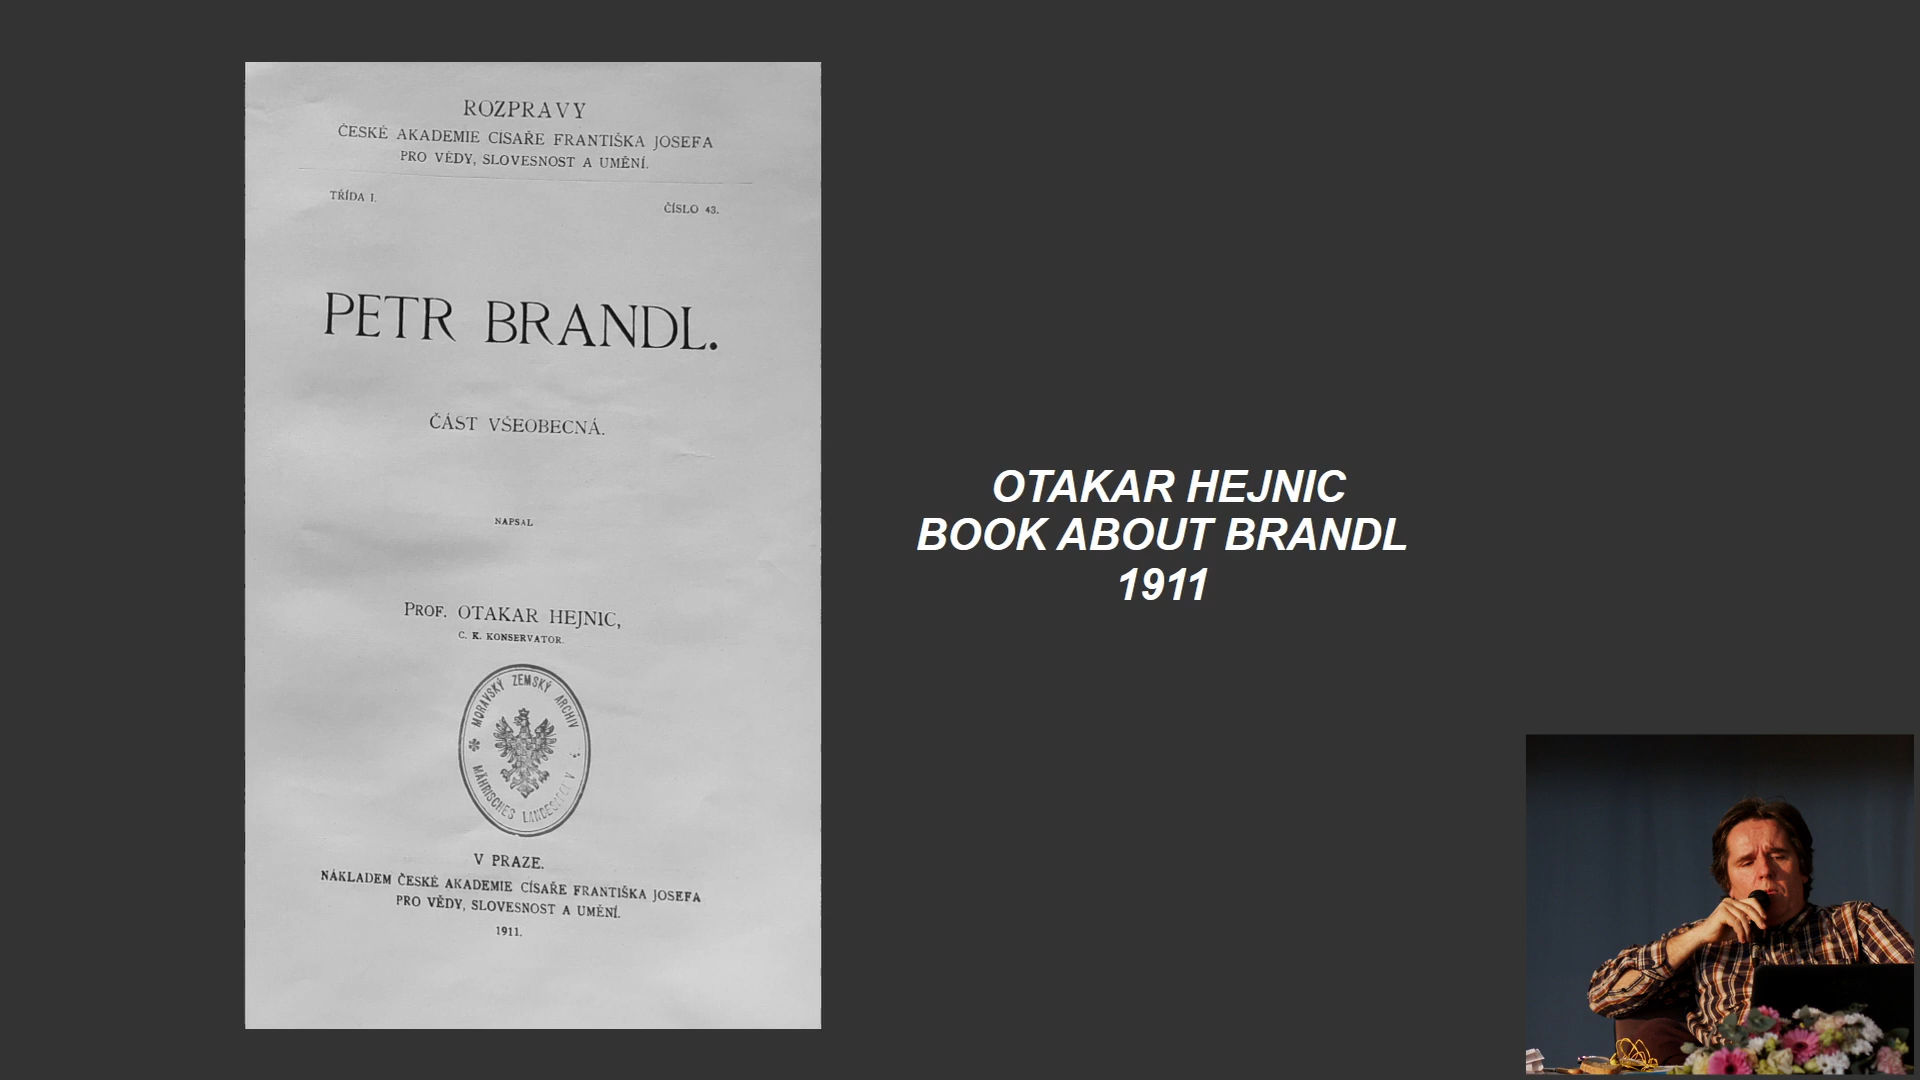 ROZPRAVY
ČESKÉ AKADEMIE CISAŘE FRANTIŠKA JOSEFA
PRO VĚDY, SLOVESNOST A UMĚNÍ.
TŘÍDA I.
ČÍSLO 43.
PETR BRANDL.
ČÁST VŠEOBECNÁ.
NAPSAL
PROF. OTAKAR HEJNIC,
C. K. KONSERVATOR.
MORAVSKÝ ZEMSKÝ ARCHIV
MÄHRISCHES
V PRAZE.
NÁKLADEM ČESKÉ AKADEMIE CÍSAŘE FRANTIŠKA JOSEFA
PRO VĚDY, SLOVESNOST A UMĚNÍ.
1911.
OTAKAR HEJNIC
BOOK ABOUT BRANDL
1911